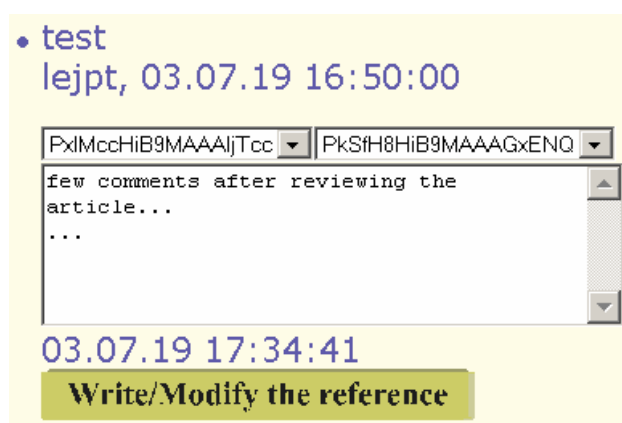 test
lejpt, 03.07.19 16:50:00
PxIMccHiB9MAAAljTcc PkSfH8HiB9MAAAGxENQ
few comments after reviewing the
article...
...
03.07.19 17:34:41
Write/Modify the reference